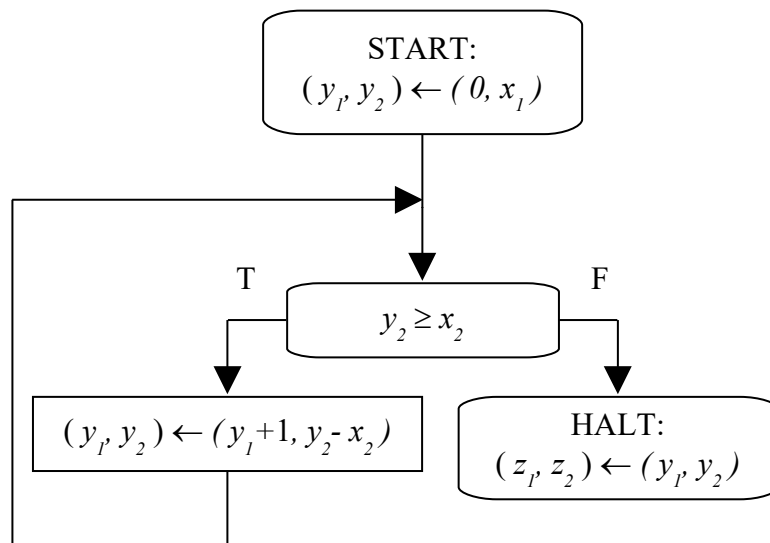 START:
( y₁, y₂ ) ← ( 0, x₁ )
T
F
y₂ ≥ x₂
( y₁, y₂ ) ← ( y₁+1, y₂- x₂ )
HALT:
( z₁, z₂ ) ← ( y₁, y₂ )